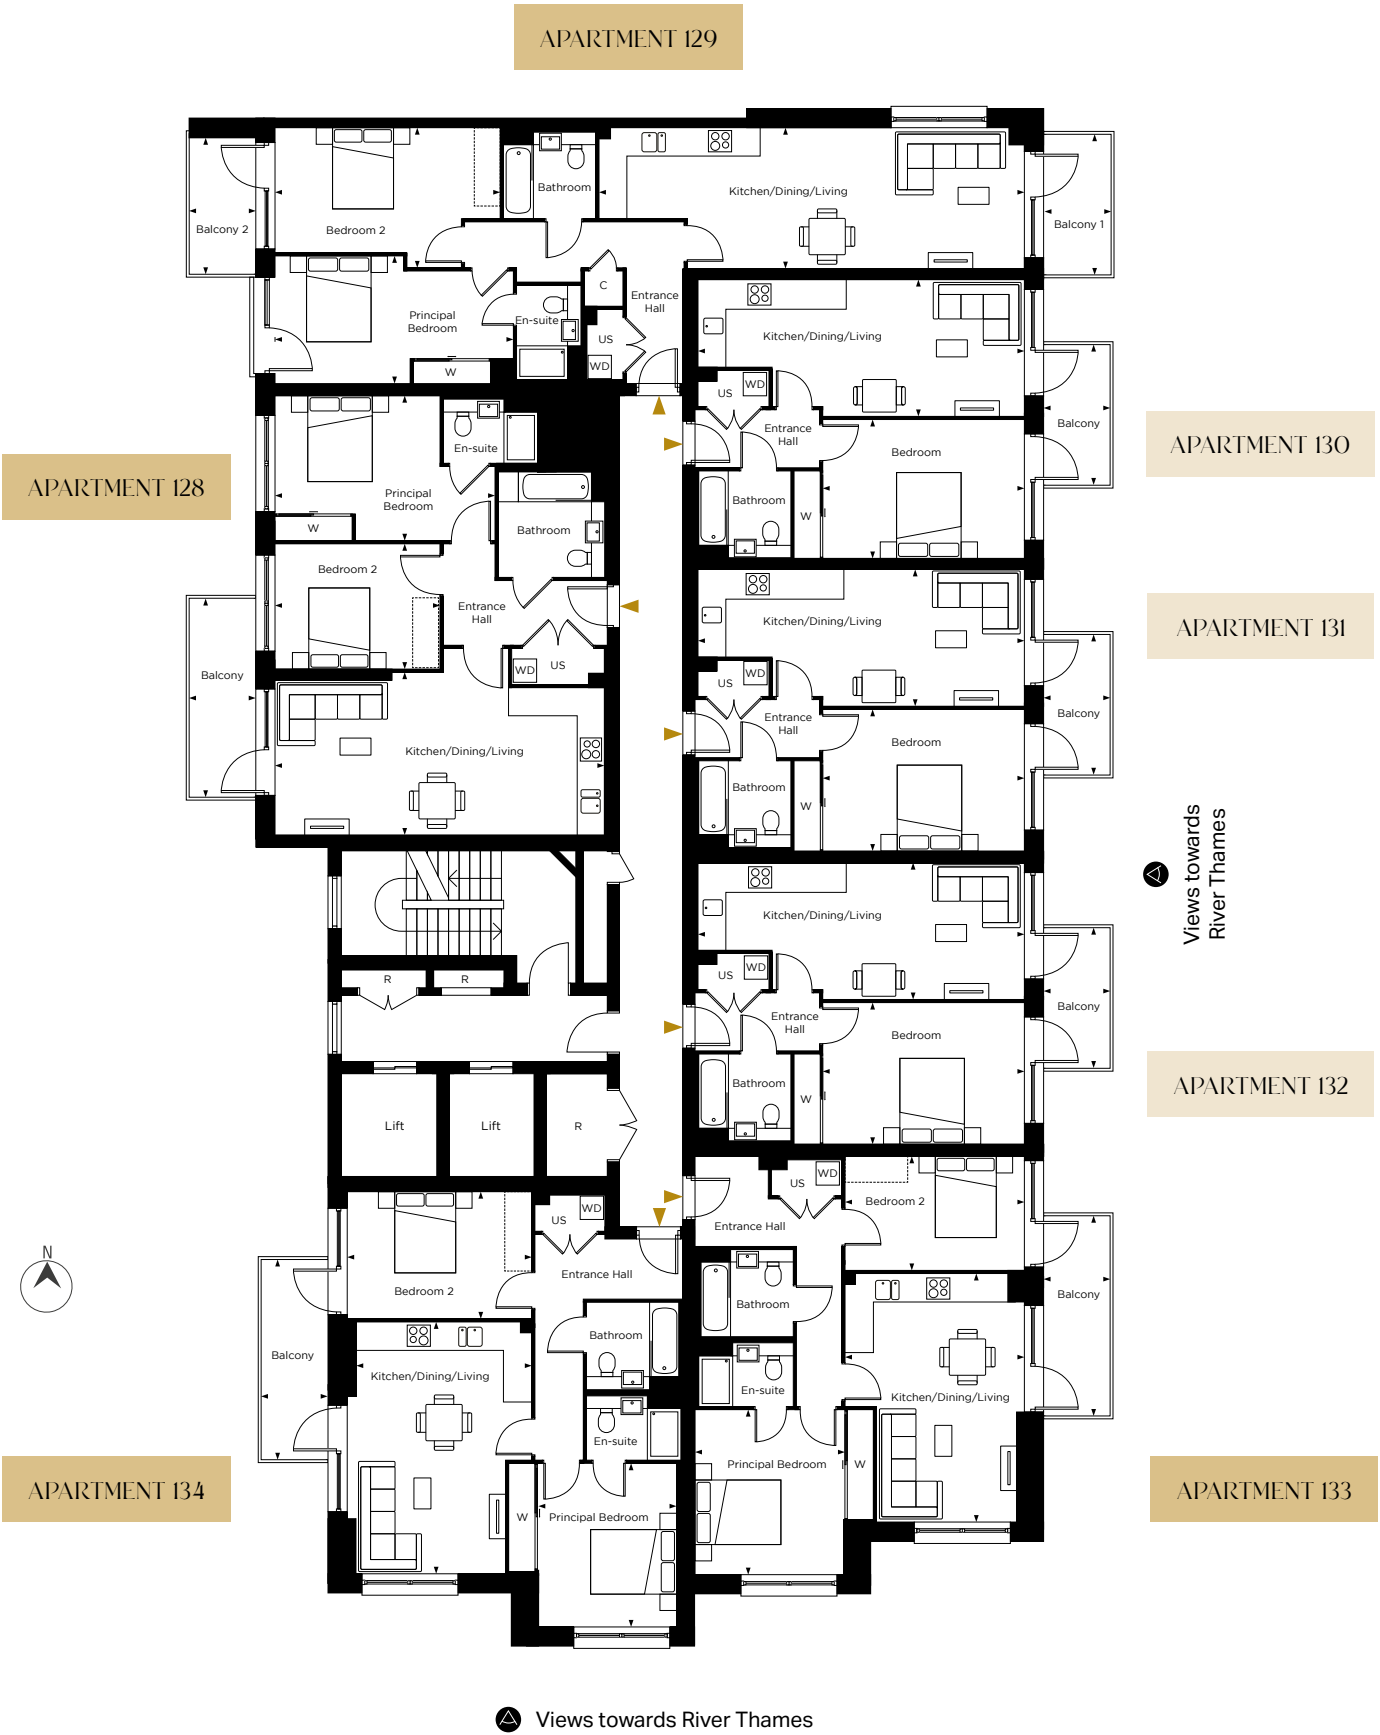 APARTMENT 129
Bathroom
Kitchen/Dining/Living
Balcony 2
Bedroom 2
Balcony 1
C
Entrance
Hall
Principal
Bedroom
En-suite
US
WD
W
Kitchen/Dining/Living
US
WD
Entrance
Hall
Bedroom
Balcony
Bathroom
W
APARTMENT 130
APARTMENT 128
En-suite
Principal
Bedroom
W
Bathroom
Bedroom 2
Entrance
Hall
WD
US
Balcony
Kitchen/Dining/Living
Kitchen/Dining/Living
US
WD
Entrance
Hall
Bedroom
Balcony
Bathroom
W
APARTMENT 131
Views towards
River Thames
Kitchen/Dining/Living
US
WD
Entrance
Hall
Bedroom
Balcony
Bathroom
W
APARTMENT 132
R
R
Lift
Lift
R
US
WD
Bedroom 2
Entrance Hall
Bathroom
Balcony
En-suite
Kitchen/Dining/Living
Principal Bedroom
W
APARTMENT 133
N
US
WD
Entrance Hall
Bedroom 2
Balcony
Bathroom
Kitchen/Dining/Living
En-suite
W
Principal Bedroom
APARTMENT 134
Views towards River Thames